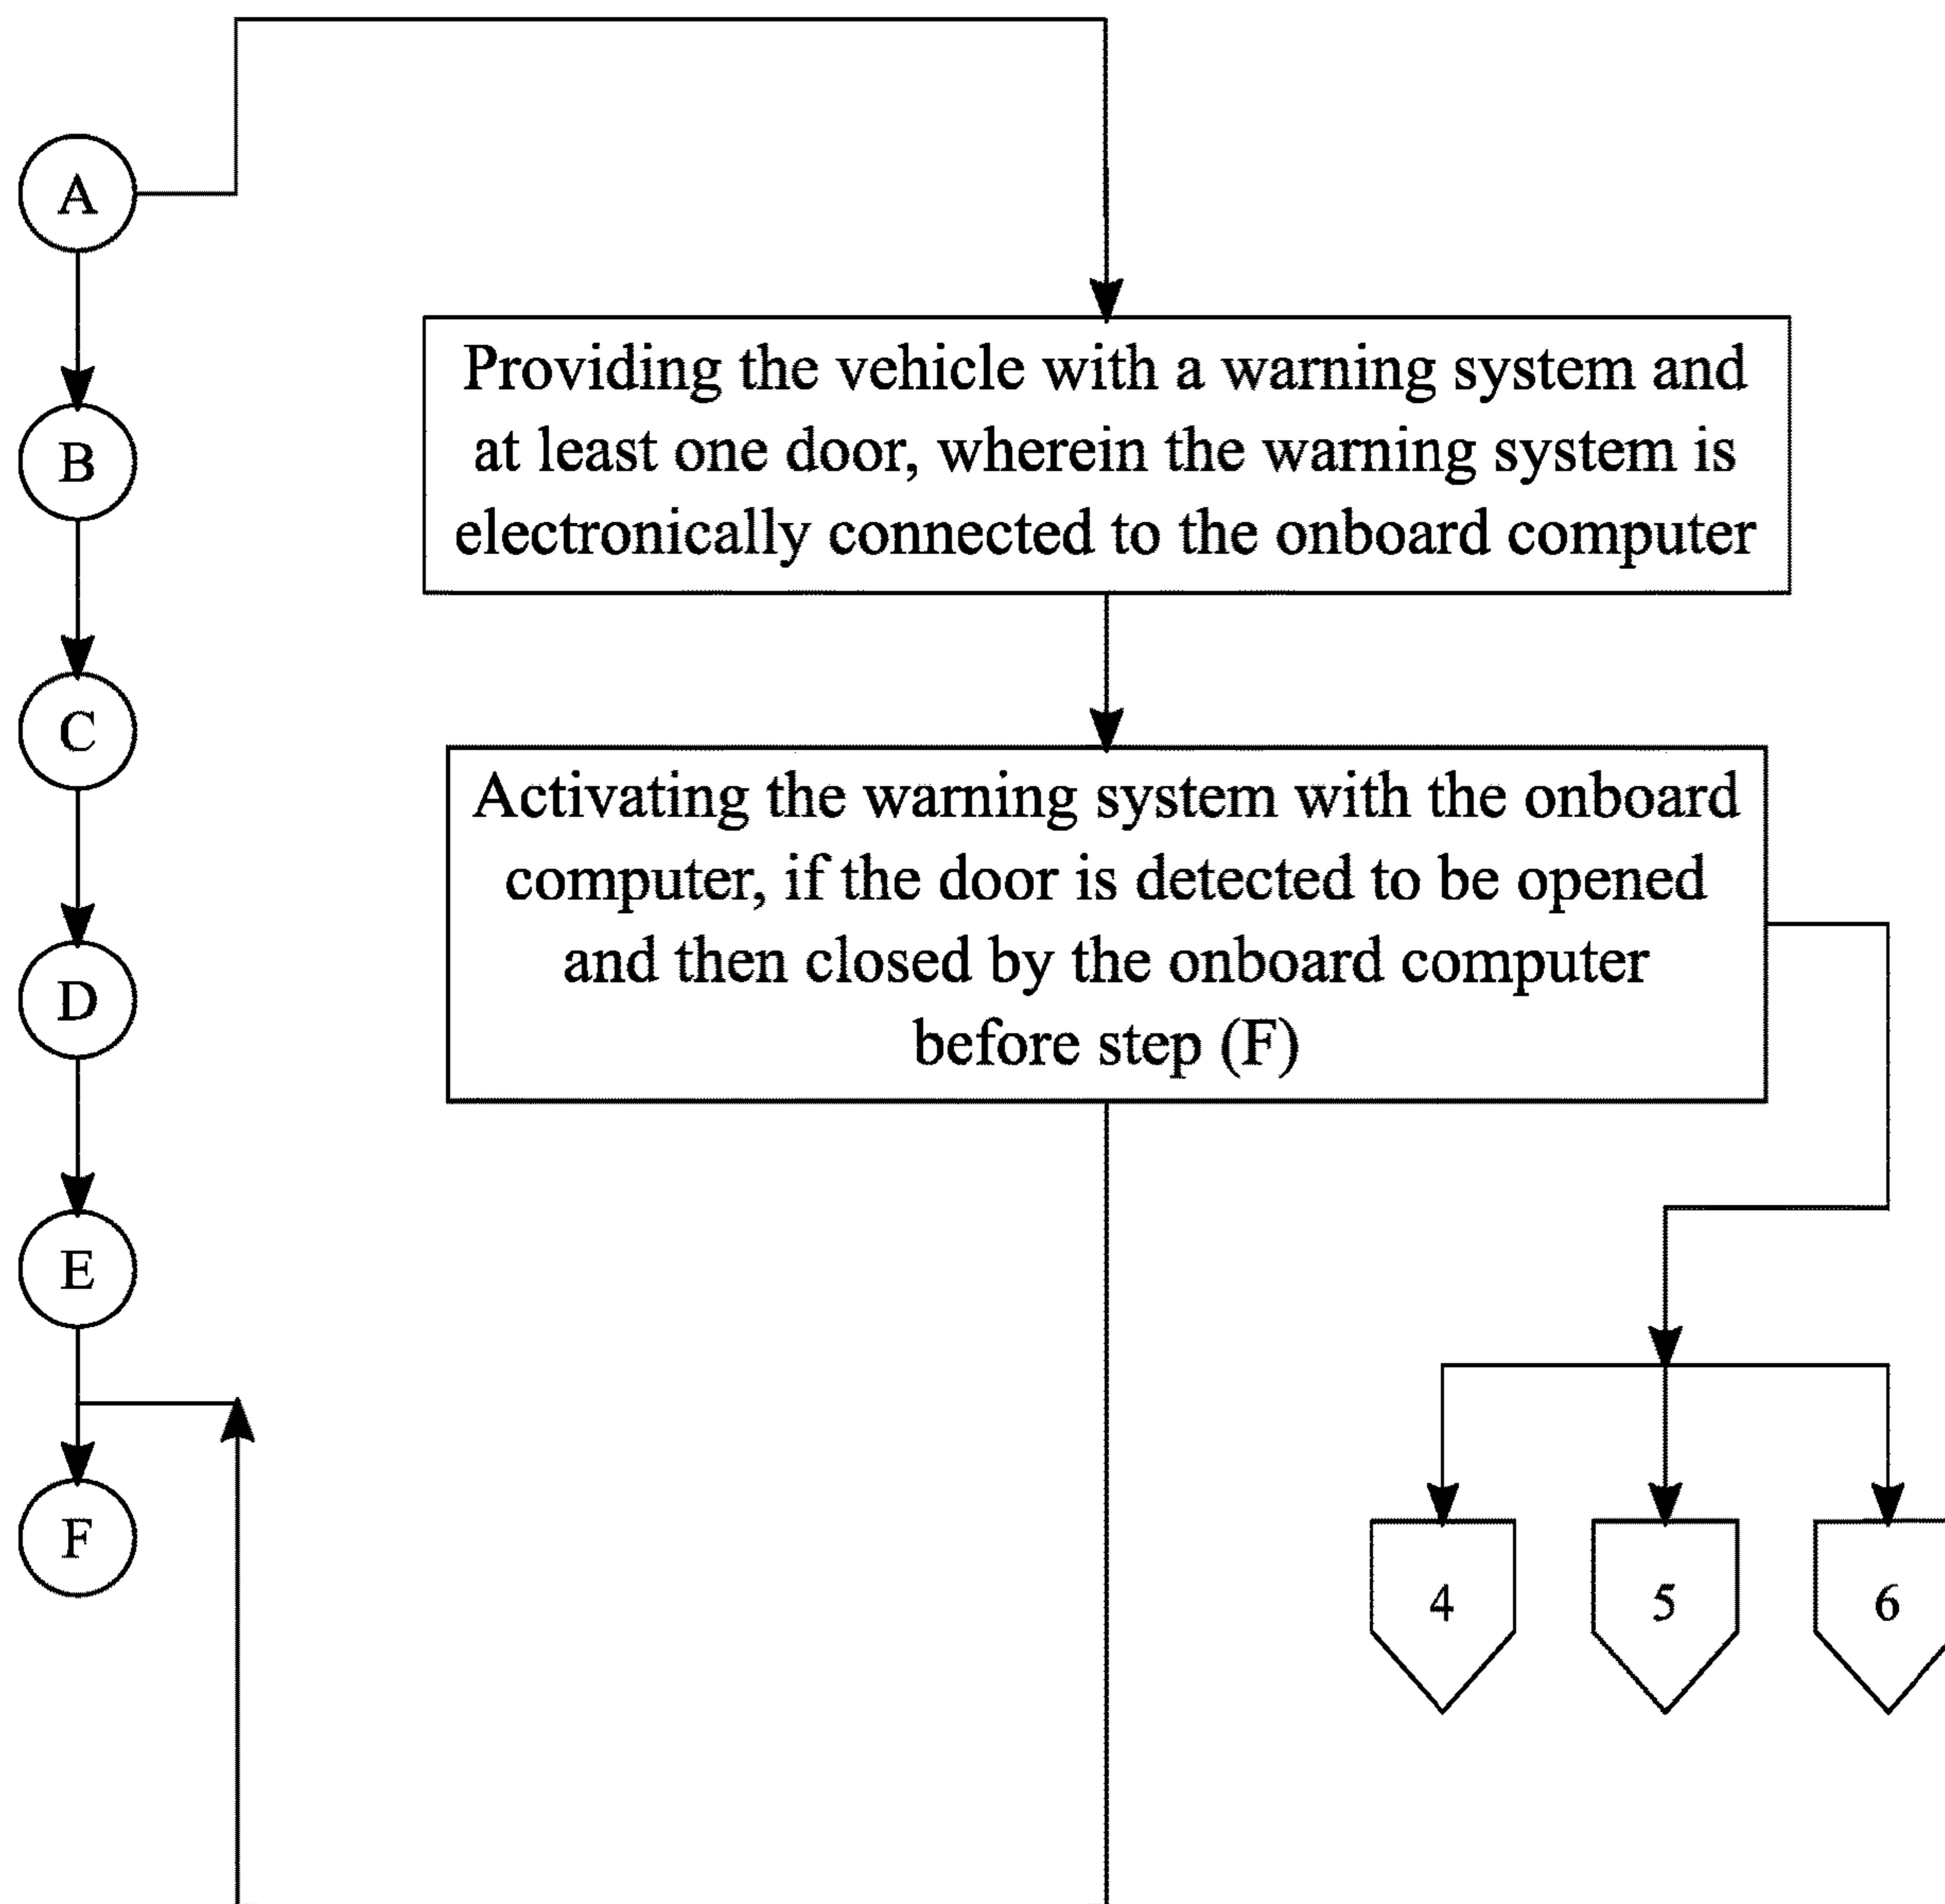 A
Providing the vehicle with a warning system and
at least one door, wherein the warning system is
electronically connected to the onboard computer
B
C
Activating the warning system with the onboard
computer, if the door is detected to be opened
and then closed by the onboard computer
before step (F)
D
E
F
4
5
6